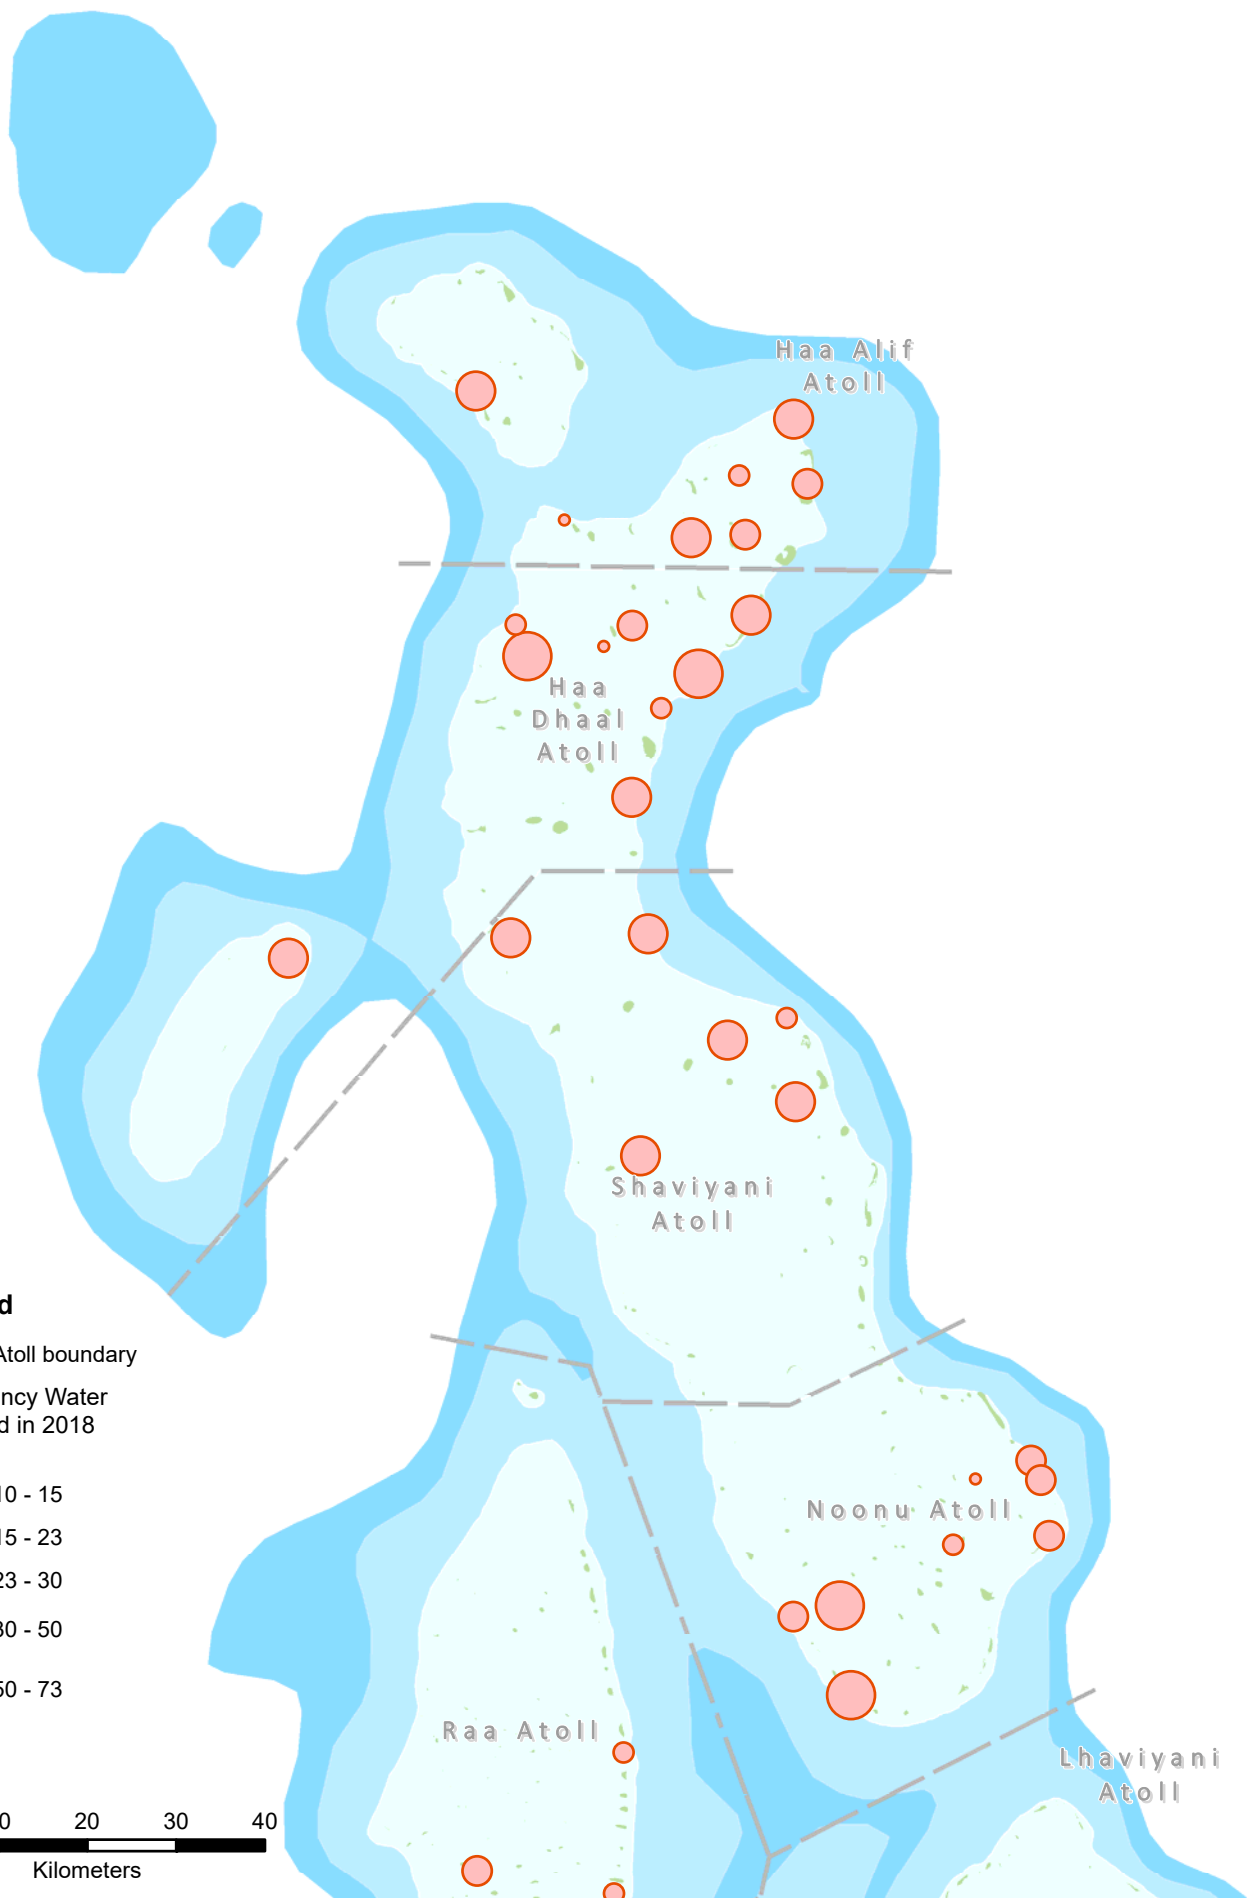 Haa Alif
Atoll
Haa
Dhaal
Atoll
Shaviyani
Atoll
d
Atoll boundary
ncy Water
d in 2018
10 - 15
15 - 23
23 - 30
30 - 50
50 - 73
Noonu Atoll
Raa Atoll
Lhaviyani
Atoll
0 20 30 40
Kilometers